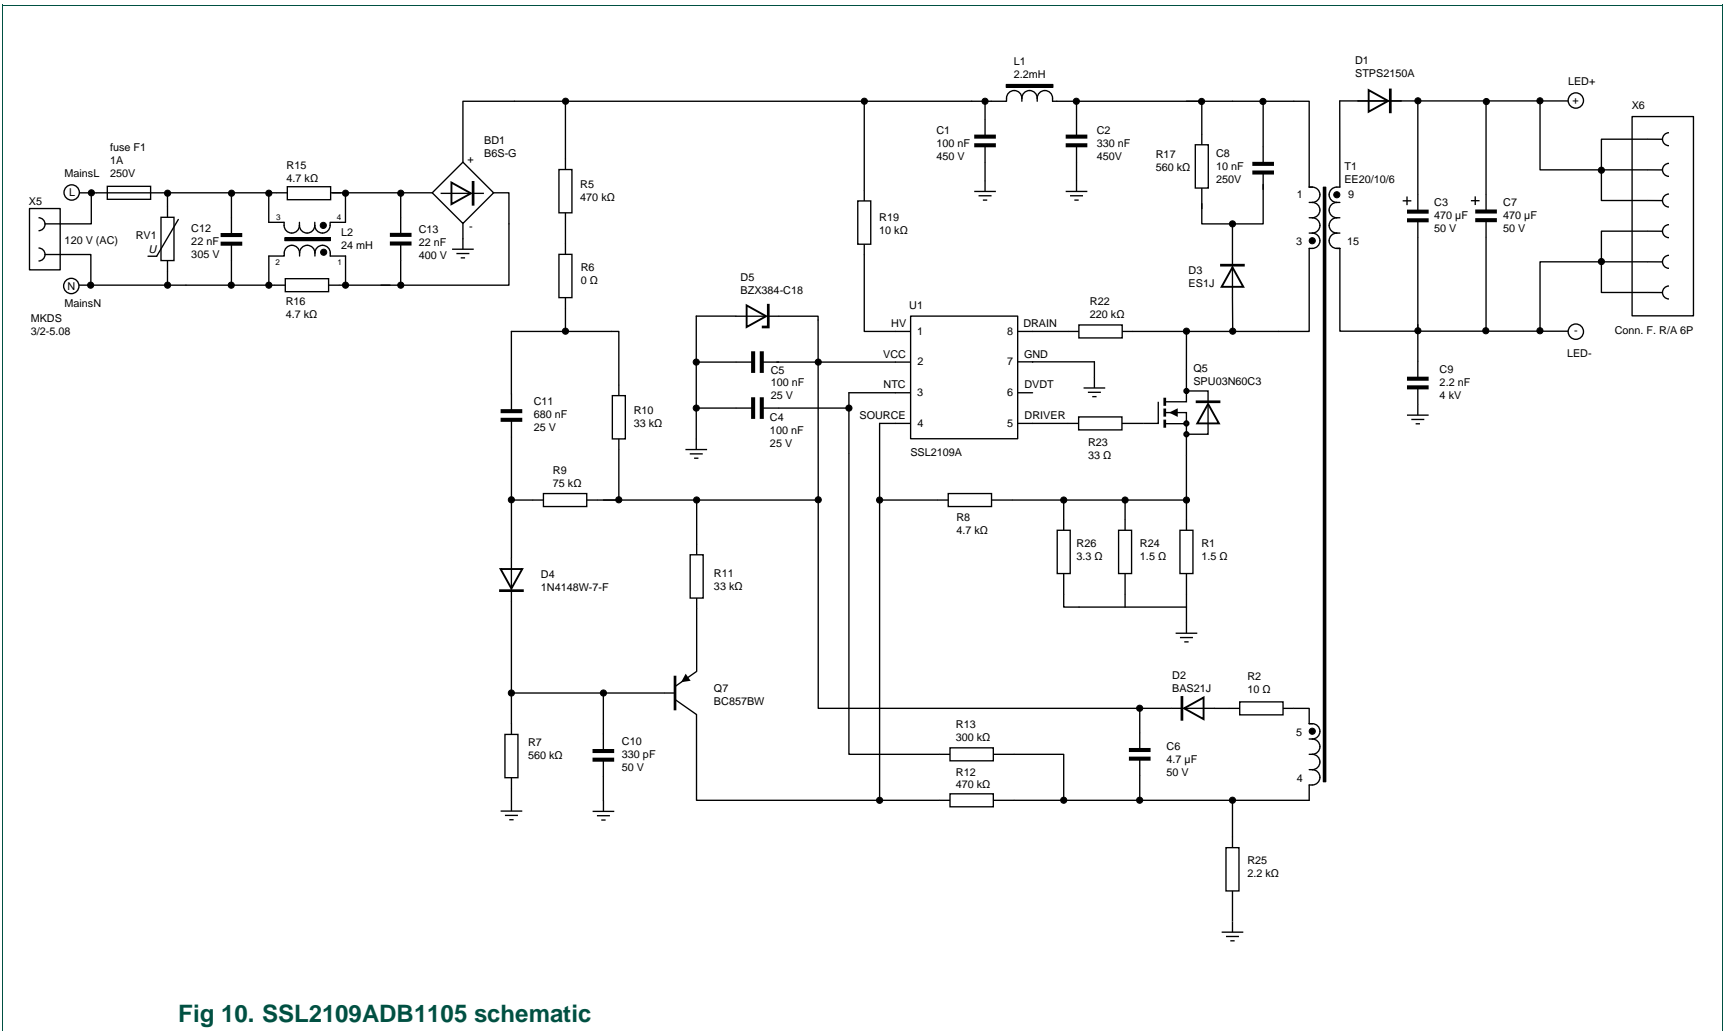 X5
MKDS
3/2-5.08
MainsL
L
120 V (AC)
N
MainsN
fuse F1
1A
250V
RV1
U
C12
22 nF
305 V
R15
4.7 kΩ
3
4
L2
24 mH
2
1
R16
4.7 kΩ
C13
22 nF
400 V
BD1
B6S-G
+
-
R5
470 kΩ
R6
0 Ω
C11
680 nF
25 V
R10
33 kΩ
R9
75 kΩ
D4
1N4148W-7-F
R7
560 kΩ
C10
330 pF
50 V
Q7
BC857BW
R11
33 kΩ
D5
BZX384-C18
C5
100 nF
25 V
C4
100 nF
25 V
R19
10 kΩ
U1
HV
1
VCC
2
NTC
3
SOURCE
4
8
DRAIN
7
GND
6
DVDT
5
DRIVER
SSL2109A
C1
100 nF
450 V
L1
2.2mH
C2
330 nF
450V
R17
560 kΩ
C8
10 nF
250V
D3
ES1J
R22
220 kΩ
Q5
SPU03N60C3
R23
33 Ω
R8
4.7 kΩ
R26
3.3 Ω
R24
1.5 Ω
R1
1.5 Ω
D2
BAS21J
R2
10 Ω
R13
300 kΩ
R12
470 kΩ
C6
4.7 µF
50 V
5
4
R25
2.2 kΩ
1
3
T1
EE20/10/6
9
15
D1
STPS2150A
+
C3
470 µF
50 V
+
C7
470 µF
50 V
C9
2.2 nF
4 kV
LED+
+
-
LED-
X6
Conn. F. R/A 6P
Fig 10. SSL2109ADB1105 schematic